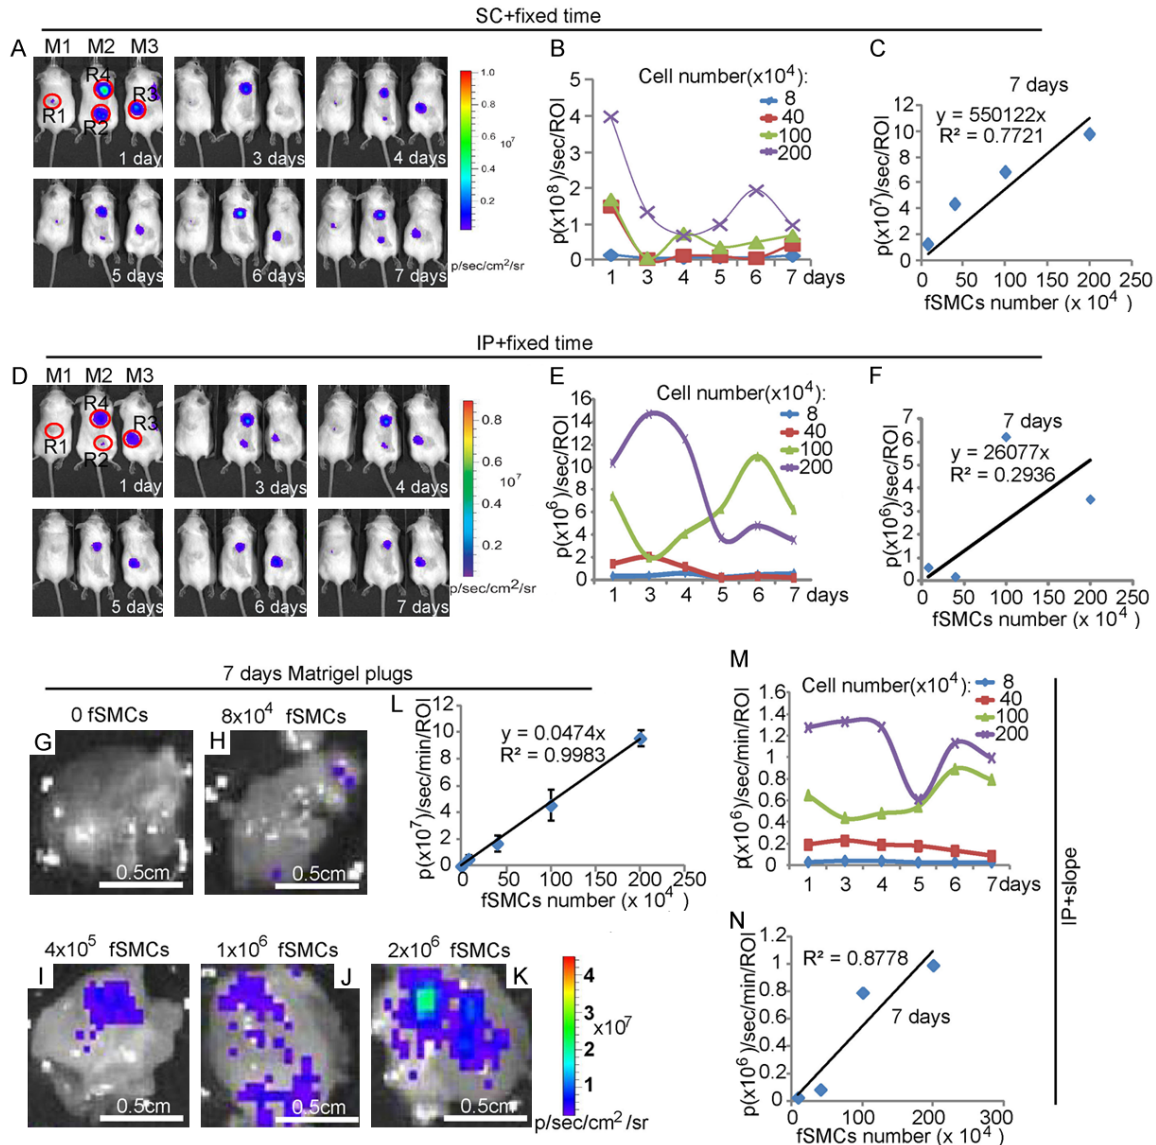 SC+fixed time
A
M1 M2 M3
R4
R3
R1
R2
1 day
3 days
4 days
5 days
6 days
7 days
1.0
0.8
10⁷
0.6
0.4
0.2
p/sec/cm²/sr
B
Cell number(x10⁴):
8
40
100
200
p(x10⁸)/sec/ROI
5
4
3
2
1
0
1 3 4 5 6 7 days
C
7 days
y = 550122x
R² = 0.7721
p(x10⁷)/sec/ROI
12
10
8
6
4
2
0
0 50 100 150 200 250
fSMCs number (x 10⁴ )
IP+fixed time
D
M1 M2 M3
R4
R3
R1
R2
1 day
3 days
4 days
5 days
6 days
7 days
0.8
10⁷
0.6
0.4
0.2
p/sec/cm²/sr
E
Cell number(x10⁴):
8
40
100
200
p(x10⁶)/sec/ROI
16
14
12
10
8
6
4
2
0
1 3 4 5 6 7 days
F
7 days
y = 26077x
R² = 0.2936
p(x10⁶)/sec/ROI
7
6
5
4
3
2
1
0
0 50 100 150 200 250
fSMCs number (x 10⁴ )
7 days Matrigel plugs
0 fSMCs
G
0.5cm
8x10⁴ fSMCs
H
0.5cm
L
y = 0.0474x
R² = 0.9983
p(x10⁷)/sec/min/ROI
12
10
8
6
4
2
0
0 50 100 150 200 250
fSMCs number (x 10⁴ )
4x10⁵ fSMCs
I
0.5cm
1x10⁶ fSMCs
J
0.5cm
2x10⁶ fSMCs
K
0.5cm
4
3
x10⁷
2
1
p/sec/cm²/sr
M
Cell number(x10⁴):
8
40
100
200
p(x10⁶)/sec/min/ROI
1.6
1.4
1.2
1
0.8
0.6
0.4
0.2
0
1 3 4 5 6 7 days
N
R² = 0.8778
7 days
p(x10⁶)/sec/min/ROI
1.2
1
0.8
0.6
0.4
0.2
0
0 100 200 300
fSMCs number (x 10⁴ )
IP+slope